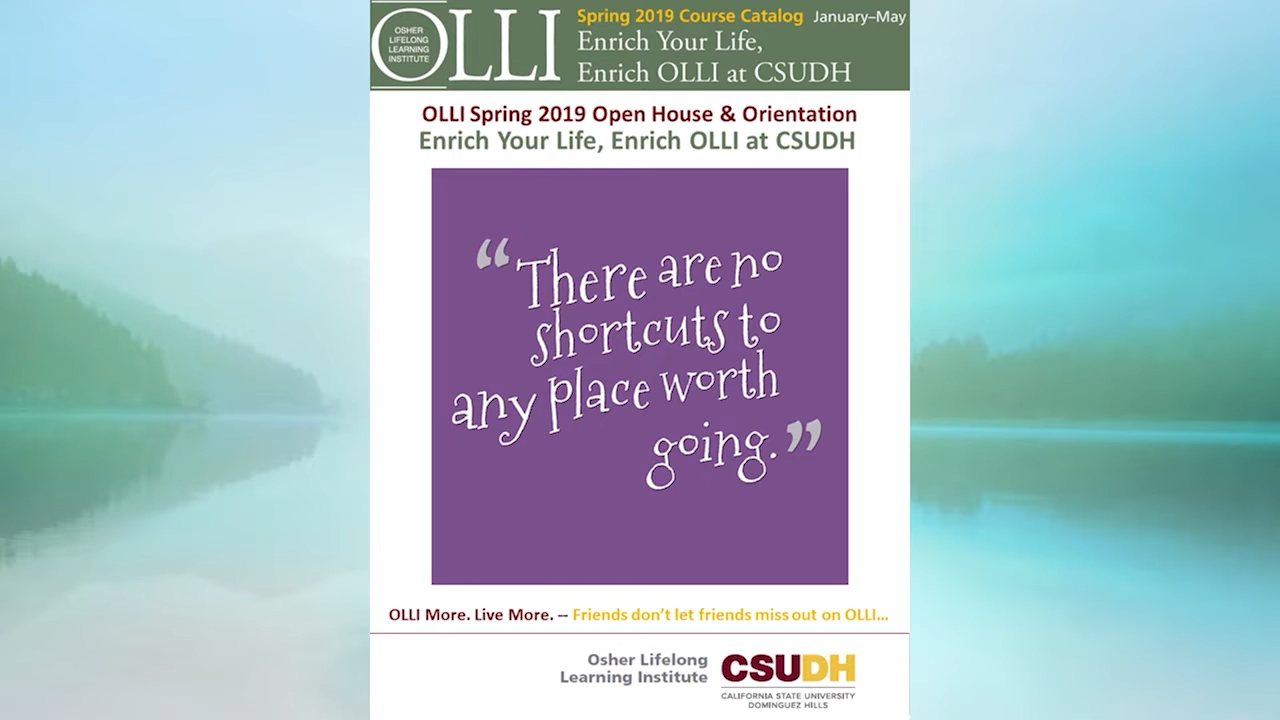 OLLI
OSHER
LIFELONG
LEARNING
INSTITUTE
Spring 2019 Course Catalog January–May
Enrich Your Life,
Enrich OLLI at CSUDH
OLLI Spring 2019 Open House & Orientation
Enrich Your Life, Enrich OLLI at CSUDH
“There are no
shortcuts to
any place worth
going.”
OLLI More. Live More. -- Friends don’t let friends miss out on OLLI…
Osher Lifelong
Learning Institute
CSUDH
CALIFORNIA STATE UNIVERSITY
DOMINGUEZ HILLS